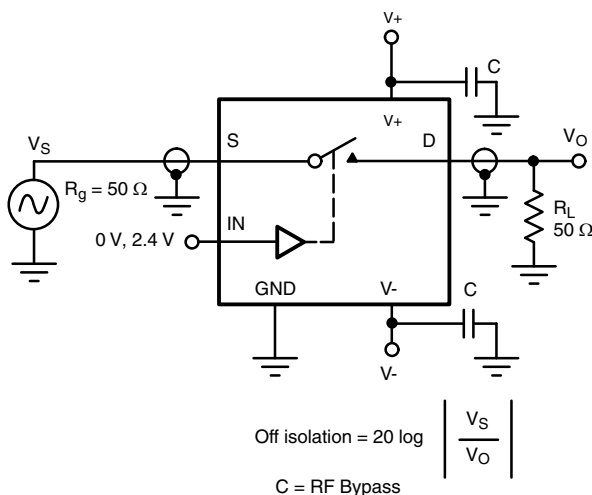 V+
C
V+
VS
S
D
VO
Rg = 50 Ω
RL
50 Ω
0 V, 2.4 V
IN
GND
V-
C
V-
Off isolation = 20 log | VS / VO |
C = RF Bypass